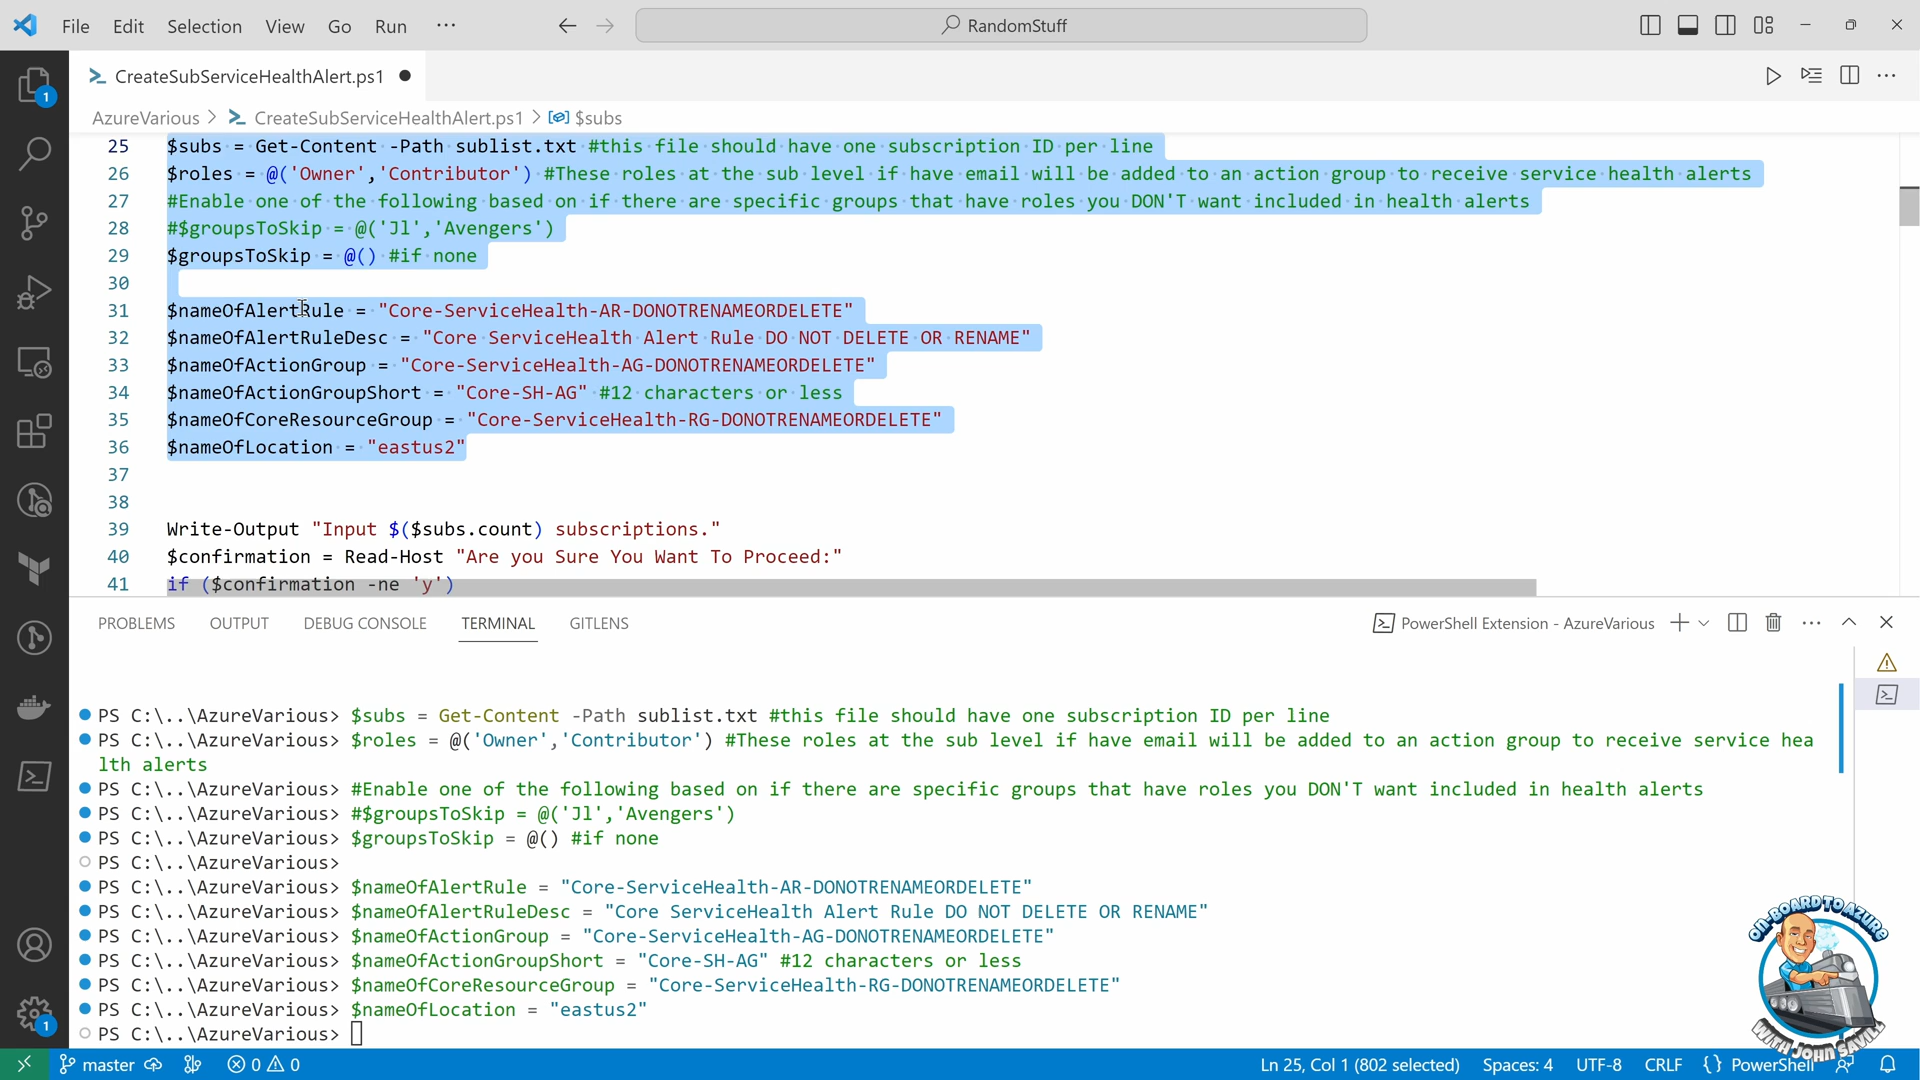 File Edit Selection View Go Run ··· RandomStuff
CreateSubServiceHealthAlert.ps1
AzureVarious > CreateSubServiceHealthAlert.ps1 > $subs
25 $subs = Get-Content -Path sublist.txt #this file should have one subscription ID per line
26 $roles = @('Owner','Contributor') #These roles at the sub level if have email will be added to an action group to receive service health alerts
27 #Enable one of the following based on if there are specific groups that have roles you DON'T want included in health alerts
28 #$groupsToSkip = @('Jl','Avengers')
29 $groupsToSkip = @() #if none
30
31 $nameOfAlertRule = "Core-ServiceHealth-AR-DONOTRENAMEORDELETE"
32 $nameOfAlertRuleDesc = "Core ServiceHealth Alert Rule DO NOT DELETE OR RENAME"
33 $nameOfActionGroup = "Core-ServiceHealth-AG-DONOTRENAMEORDELETE"
34 $nameOfActionGroupShort = "Core-SH-AG" #12 characters or less
35 $nameOfCoreResourceGroup = "Core-ServiceHealth-RG-DONOTRENAMEORDELETE"
36 $nameOfLocation = "eastus2"
37
38
39 Write-Output "Input $($subs.count) subscriptions."
40 $confirmation = Read-Host "Are you Sure You Want To Proceed:"
41 if ($confirmation -ne 'y')
PROBLEMS OUTPUT DEBUG CONSOLE TERMINAL GITLENS PowerShell Extension - AzureVarious
PS C:\..\AzureVarious> $subs = Get-Content -Path sublist.txt #this file should have one subscription ID per line
PS C:\..\AzureVarious> $roles = @('Owner','Contributor') #These roles at the sub level if have email will be added to an action group to receive service hea
lth alerts
PS C:\..\AzureVarious> #Enable one of the following based on if there are specific groups that have roles you DON'T want included in health alerts
PS C:\..\AzureVarious> #$groupsToSkip = @('Jl','Avengers')
PS C:\..\AzureVarious> $groupsToSkip = @() #if none
PS C:\..\AzureVarious>
PS C:\..\AzureVarious> $nameOfAlertRule = "Core-ServiceHealth-AR-DONOTRENAMEORDELETE"
PS C:\..\AzureVarious> $nameOfAlertRuleDesc = "Core ServiceHealth Alert Rule DO NOT DELETE OR RENAME"
PS C:\..\AzureVarious> $nameOfActionGroup = "Core-ServiceHealth-AG-DONOTRENAMEORDELETE"
PS C:\..\AzureVarious> $nameOfActionGroupShort = "Core-SH-AG" #12 characters or less
PS C:\..\AzureVarious> $nameOfCoreResourceGroup = "Core-ServiceHealth-RG-DONOTRENAMEORDELETE"
PS C:\..\AzureVarious> $nameOfLocation = "eastus2"
PS C:\..\AzureVarious>
1
1
ON-BOARD TO AZURE
WITH JOHN SAVILL
master 0 0 Ln 25, Col 1 (802 selected) Spaces: 4 UTF-8 CRLF {} PowerShell